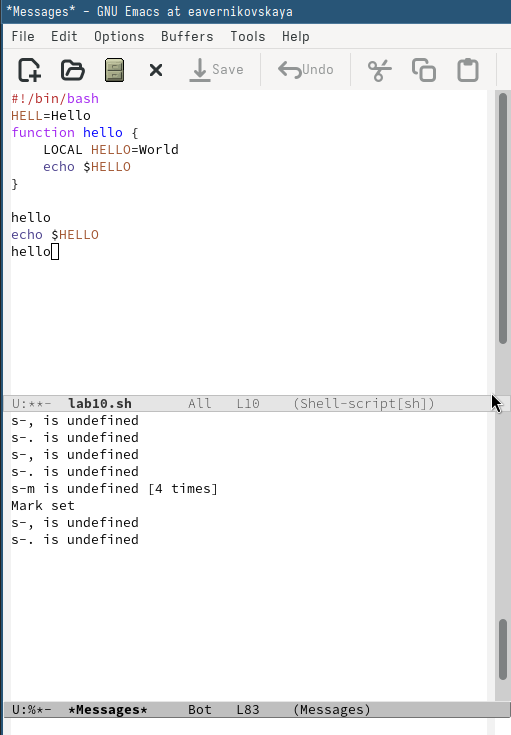 *Messages* - GNU Emacs at eavernikovskaya
File Edit Options Buffers Tools Help
Save Undo
#!/bin/bash
HELL=Hello
function hello {
    LOCAL HELLO=World
    echo $HELLO
}
hello
echo $HELLO
hello
U:**-  lab10.sh      All   L10    (Shell-script[sh])
s-, is undefined
s-. is undefined
s-, is undefined
s-. is undefined
s-m is undefined [4 times]
Mark set
s-, is undefined
s-. is undefined
U:%*-  *Messages*     Bot   L83    (Messages)